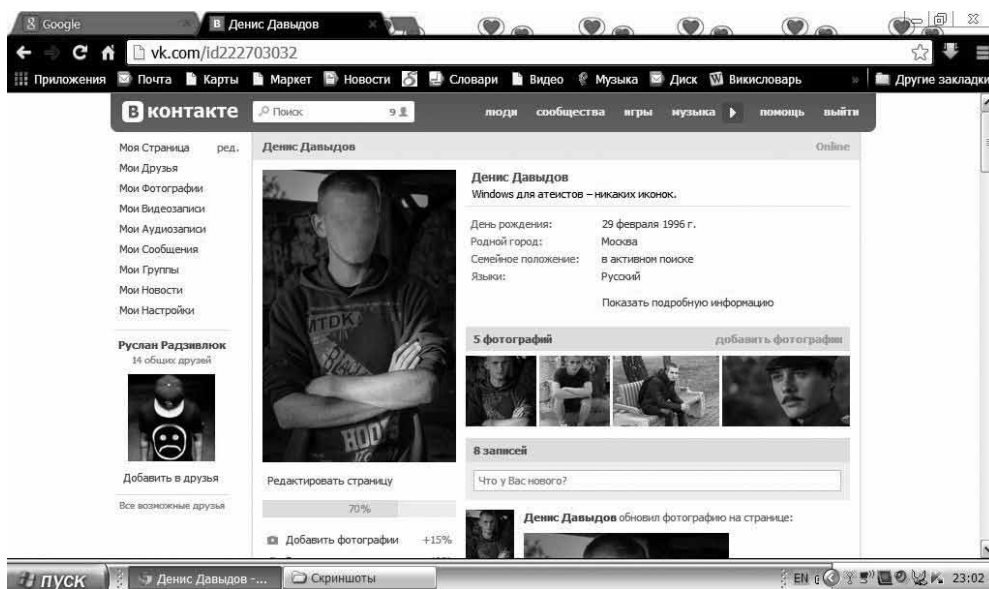 Google
В Денис Давыдов
vk.com/id222703032
Приложения Почта Карты Маркет Новости Словари Видео Музыка Диск Викисловарь » Другие закладки
В контакте Поиск 9 люди сообщества игры музыка помощь выйти
Моя Страница ред.
Мои Друзья
Мои Фотографии
Мои Видеозаписи
Мои Аудиозаписи
Мои Сообщения
Мои Группы
Мои Новости
Мои Настройки
Руслан Радзивлюк
14 общих друзей
Добавить в друзья
Все возможные друзья
Денис Давыдов Online
MTDK
Редактировать страницу
70%
Добавить фотографии +15%
Денис Давыдов
Windows для атеистов – никаких иконок.
День рождения: 29 февраля 1996 г.
Родной город: Москва
Семейное положение: в активном поиске
Языки: Русский
Показать подробную информацию
5 фотографий добавить фотографии
8 записей
Что у Вас нового?
Денис Давыдов обновил фотографию на странице:
пуск Денис Давыдов -... Скриншоты EN 23:02